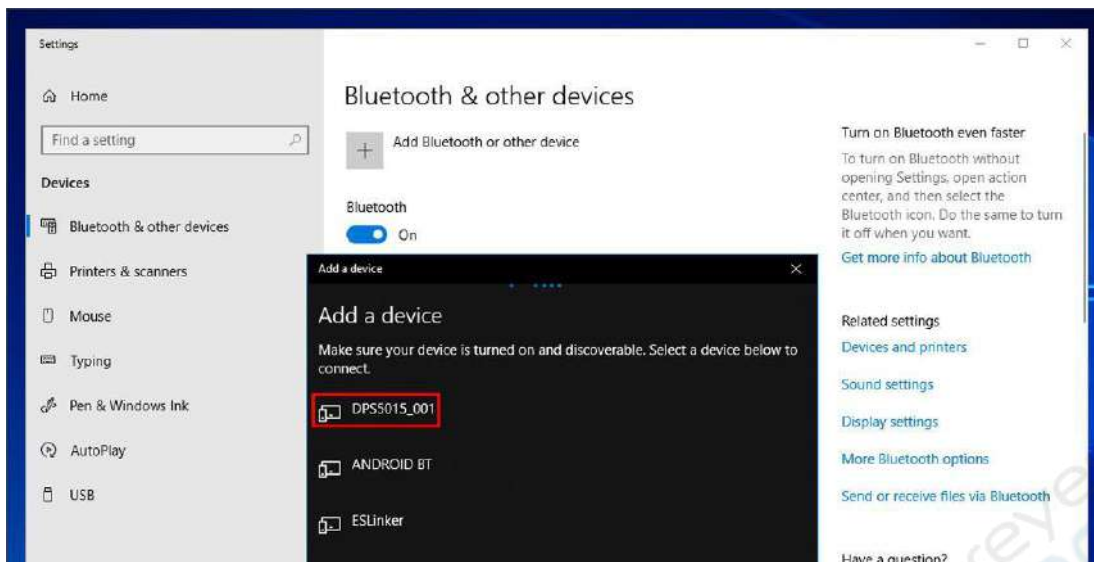 Settings
Home
Find a setting
Devices
Bluetooth & other devices
Printers & scanners
Mouse
Typing
Pen & Windows Ink
AutoPlay
USB
Bluetooth & other devices
Add Bluetooth or other device
Bluetooth
On
Add a device
Add a device
Make sure your device is turned on and discoverable. Select a device below to
connect.
DPS5015_001
ANDROID BT
ESLinker
Turn on Bluetooth even faster
To turn on Bluetooth without
opening Settings, open action
center, and then select the
Bluetooth icon. Do the same to turn
it off when you want.
Get more info about Bluetooth
Related settings
Devices and printers
Sound settings
Display settings
More Bluetooth options
Send or receive files via Bluetooth
Have a question?